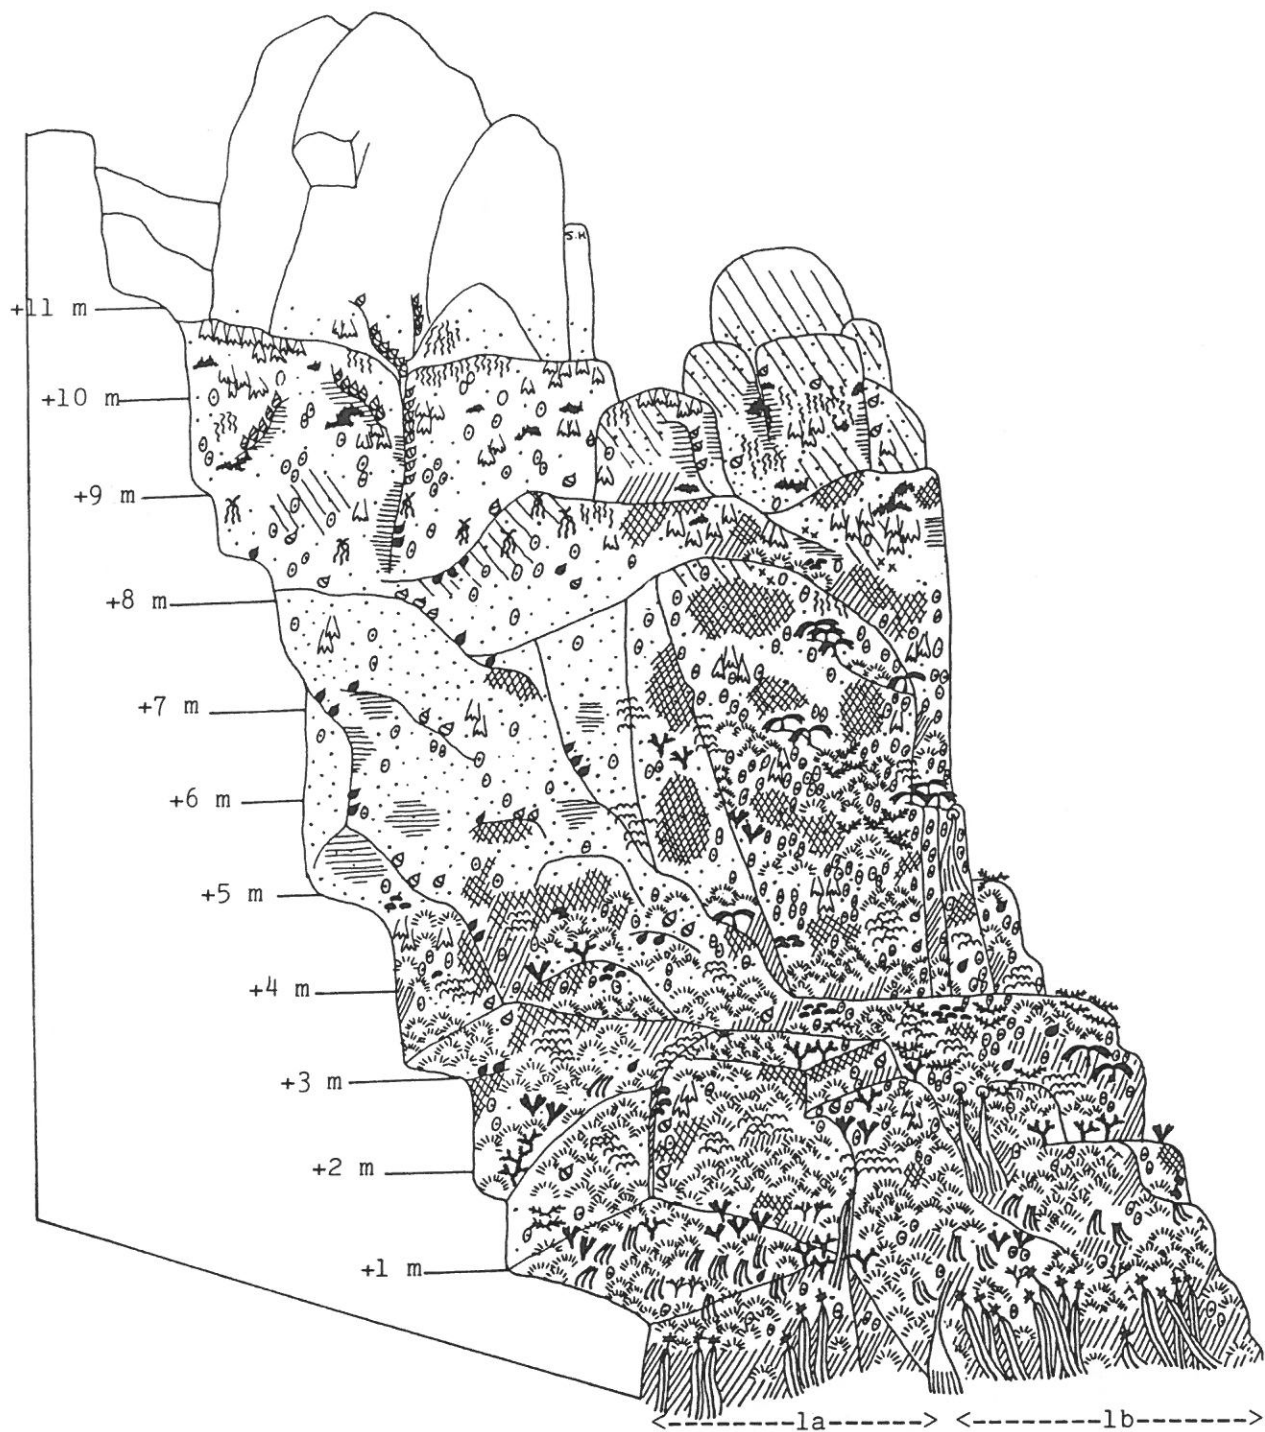 S.H
+11 m
+10 m
+9 m
+8 m
+7 m
+6 m
+5 m
+4 m
+3 m
+2 m
+1 m
<--------1a-------> <--------1b-------->